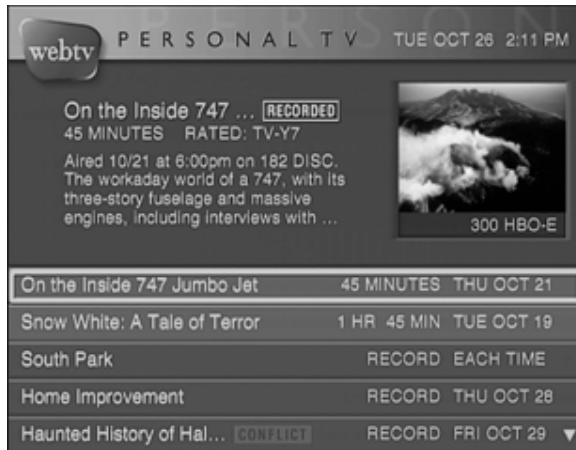 PERSON
webtv
PERSONAL TV TUE OCT 26 2:11 PM
On the Inside 747 ... RECORDED
45 MINUTES RATED: TV-Y7
Aired 10/21 at 6:00pm on 182 DISC.
The workaday world of a 747, with its
three-story fuselage and massive
engines, including interviews with ...
300 HBO-E
On the Inside 747 Jumbo Jet 45 MINUTES THU OCT 21
Snow White: A Tale of Terror 1 HR 45 MIN TUE OCT 19
South Park RECORD EACH TIME
Home Improvement RECORD THU OCT 28
Haunted History of Hal... CONFLICT RECORD FRI OCT 29